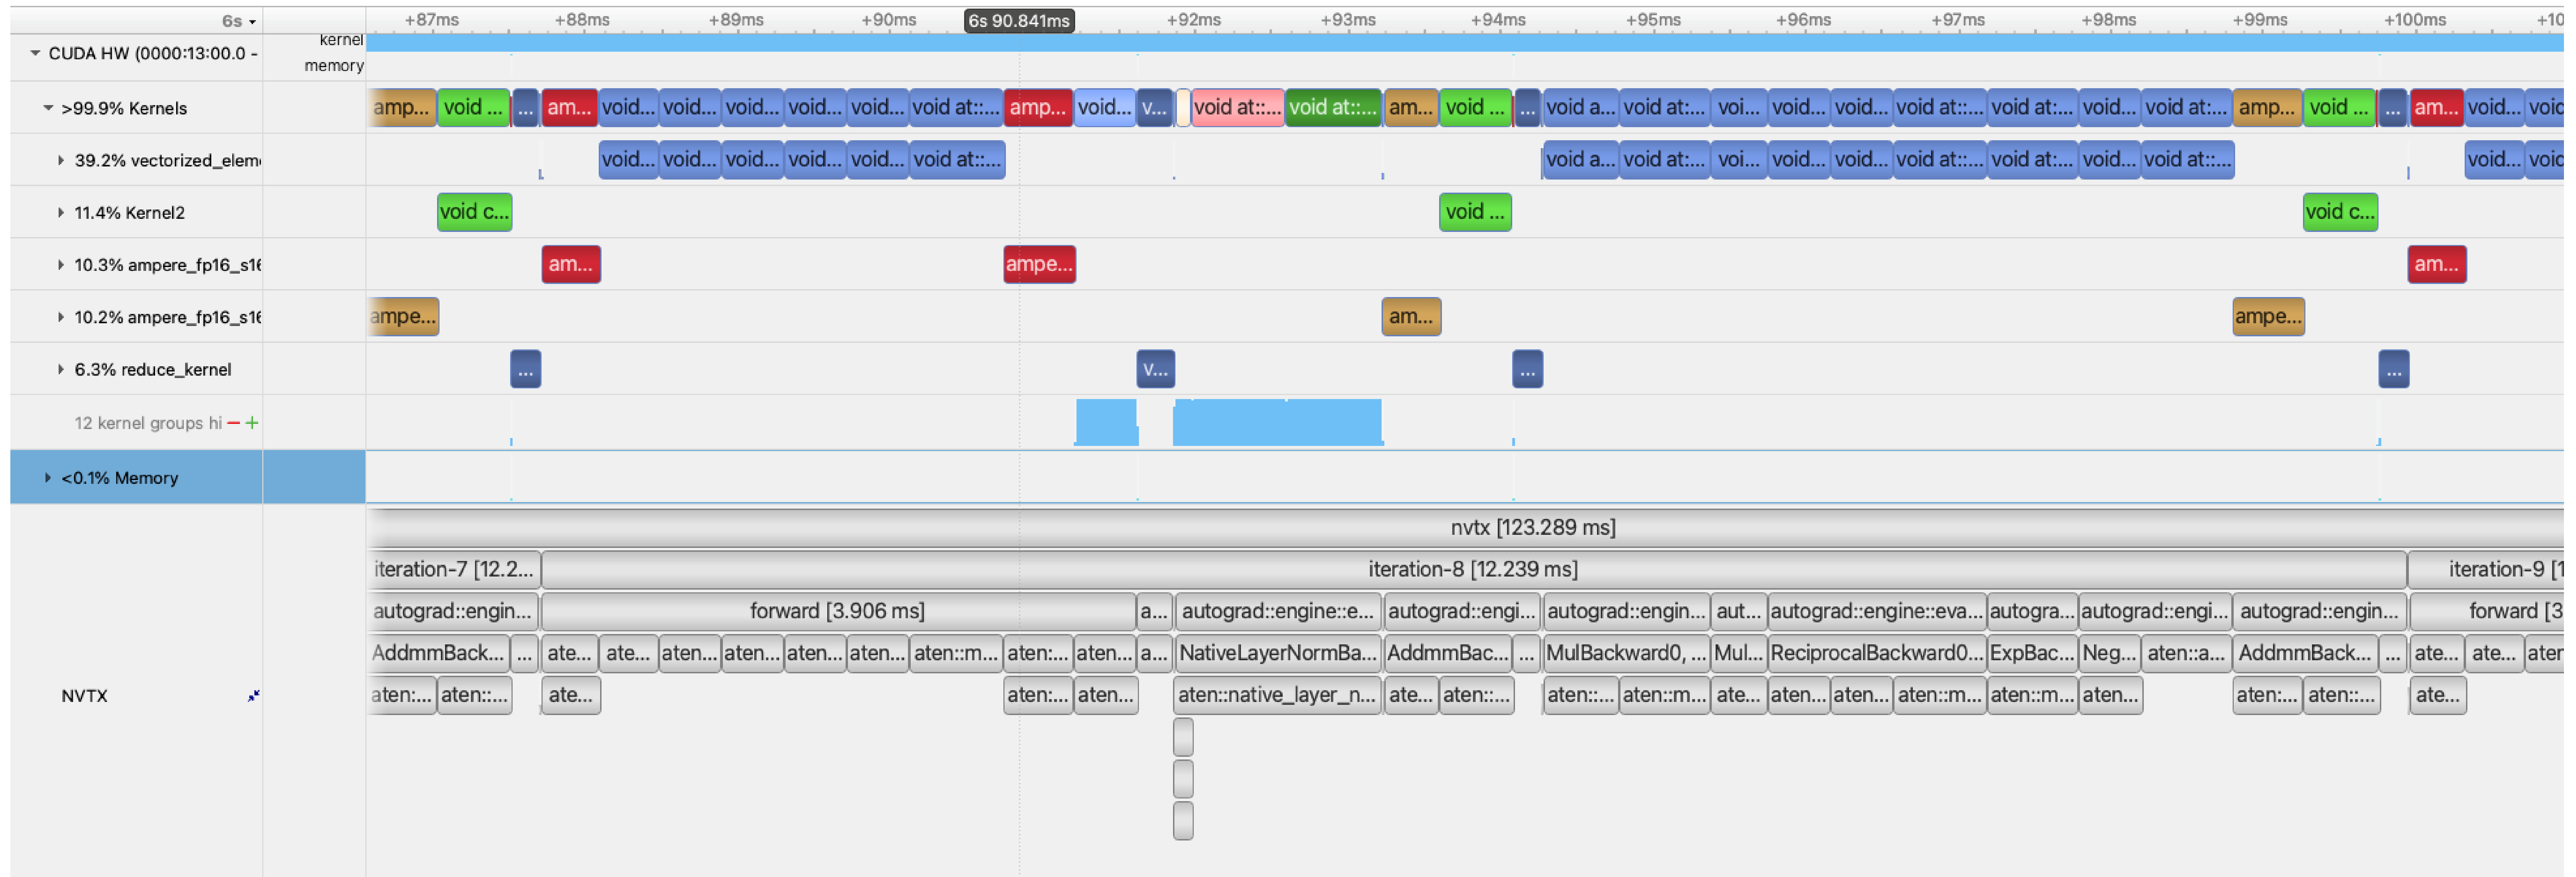 6s +87ms +88ms +89ms +90ms 6s 90.841ms +92ms +93ms +94ms +95ms +96ms +97ms +98ms +99ms +100ms +10
kernel
CUDA HW (0000:13:00.0 -
memory
>99.9% Kernels amp... void ... ... am... void... void... void... void... void... void at::... amp... void... v... void at::... void at::... am... void ... ... void a... void at:... voi... void... void... void at::... void at:... void... void at:... amp... void ... ... am... void... void
39.2% vectorized_elem void... void... void... void... void... void at::... void a... void at:... voi... void... void... void at::... void at:... void... void at::... void... void
11.4% Kernel2 void c... void ... void c...
10.3% ampere_fp16_s16 am... ampe... am...
10.2% ampere_fp16_s16 ampe... am... ampe...
6.3% reduce_kernel ... v... ... ...
12 kernel groups hi − +
<0.1% Memory
nvtx [123.289 ms]
iteration-7 [12.2... iteration-8 [12.239 ms] iteration-9 [1
autograd::engin... forward [3.906 ms] a... autograd::engine::e... autograd::engi... autograd::engin... aut... autograd::engine::eva... autogra... autograd::engi... autograd::engin... forward [3
AddmmBack... ... ate... ate... aten... aten... aten... aten... aten::m... aten:... aten... a... NativeLayerNormBa... AddmmBac... ... MulBackward0, ... Mul... ReciprocalBackward0... ExpBac... Neg... aten::a... AddmmBack... ... ate... ate... aten
NVTX aten:... aten::... ate... aten:... aten... aten::native_layer_n... ate... aten::... aten::... aten::m... ate... aten... aten... aten::m... aten::m... aten... aten:... aten::... ate...